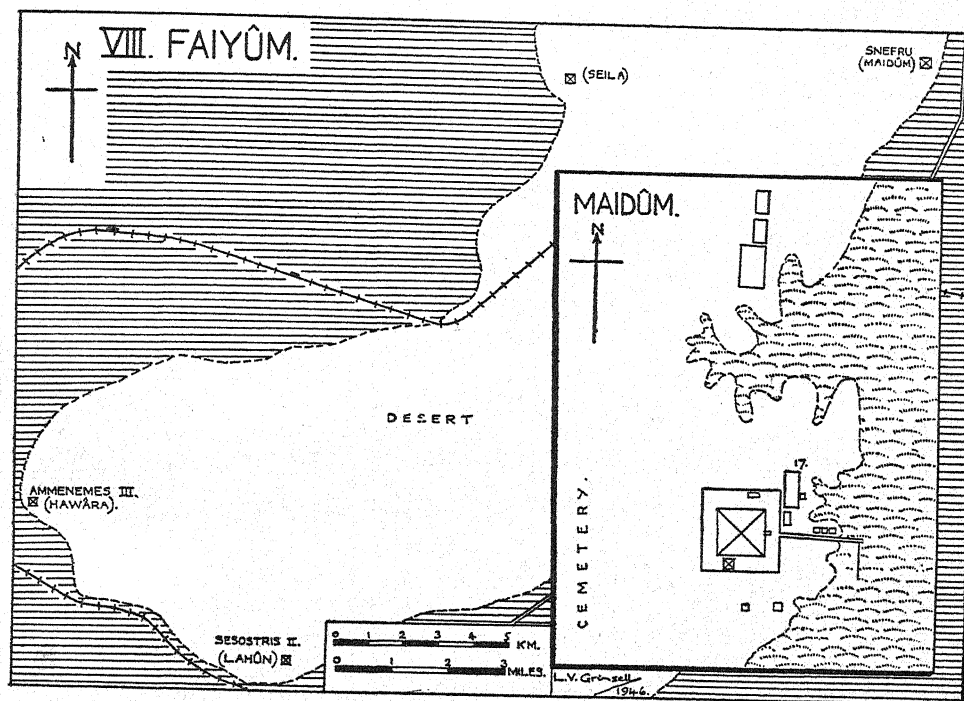 N
VIII. FAIYÛM.
(SEILA)
SNEFRU
(MAIDÛM)
MAIDÛM.
N
DESERT
AMMENEMES III.
(HAWÂRA).
17.
CEMETERY.
SESOSTRIS II.
(LAHÛN)
0 1 2 3 4 5 KM.
0 1 2 3 MILES.
L.V. Grinsell
1946.